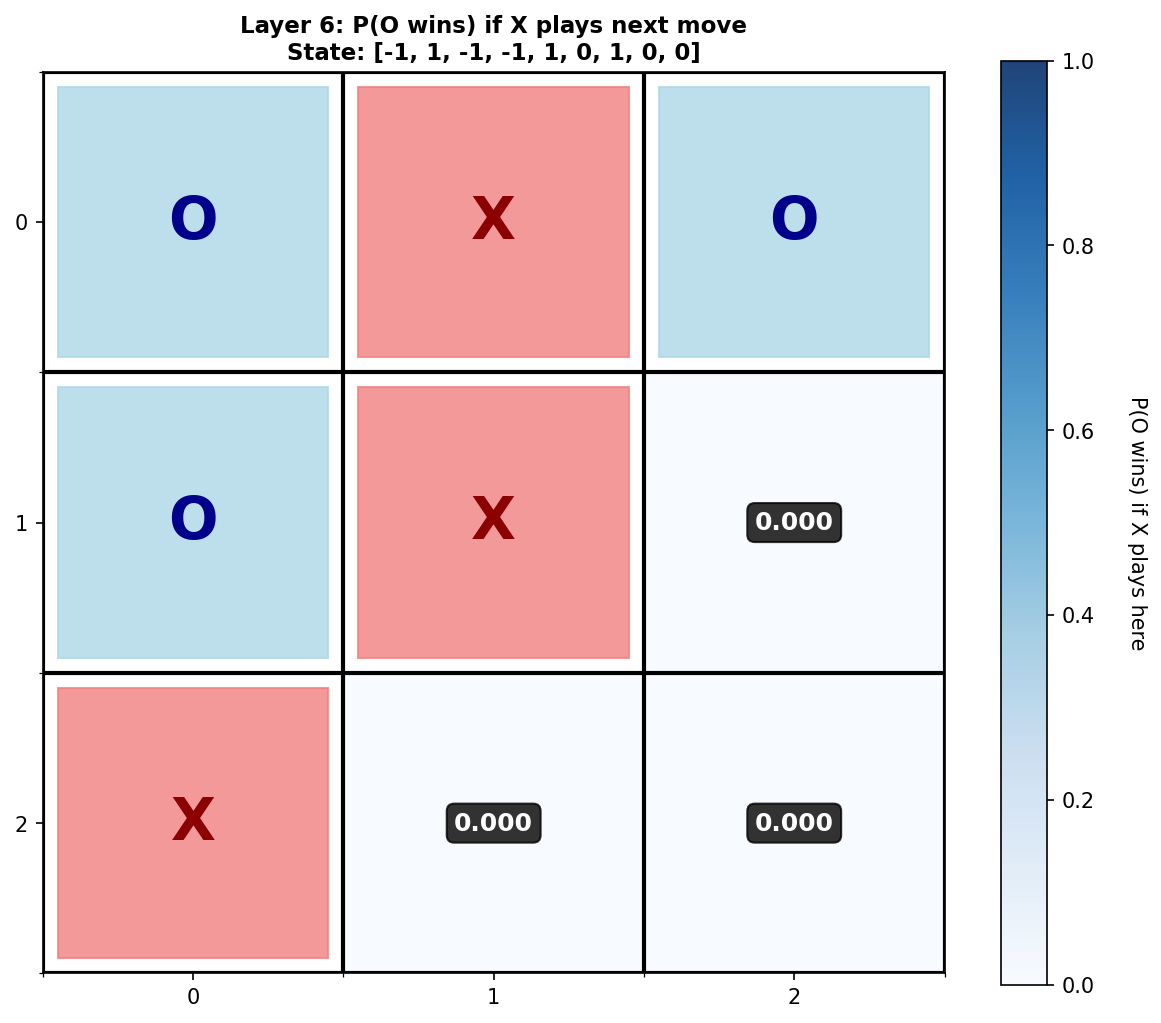 Layer 6: P(O wins) if X plays next move
State: [-1, 1, -1, -1, 1, 0, 1, 0, 0]
O X O
O X 0.000
X 0.000 0.000
0
1
2
0 1 2
1.0
0.8
0.6
0.4
0.2
0.0
P(O wins) if X plays here